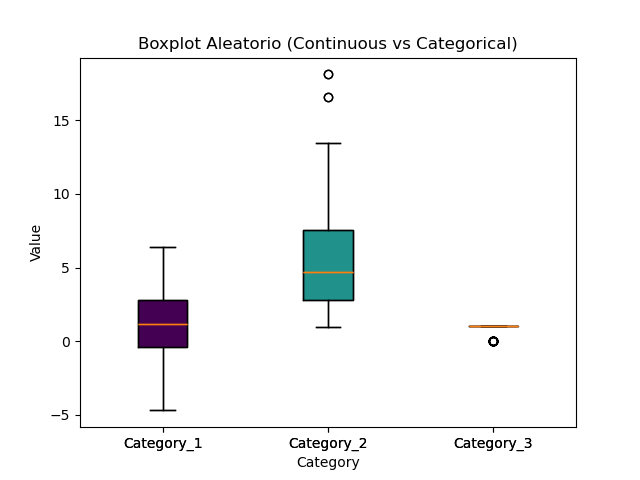 Boxplot Aleatorio (Continuous vs Categorical)
Value
15
10
5
0
−5
Category_1 Category_2 Category_3
Category